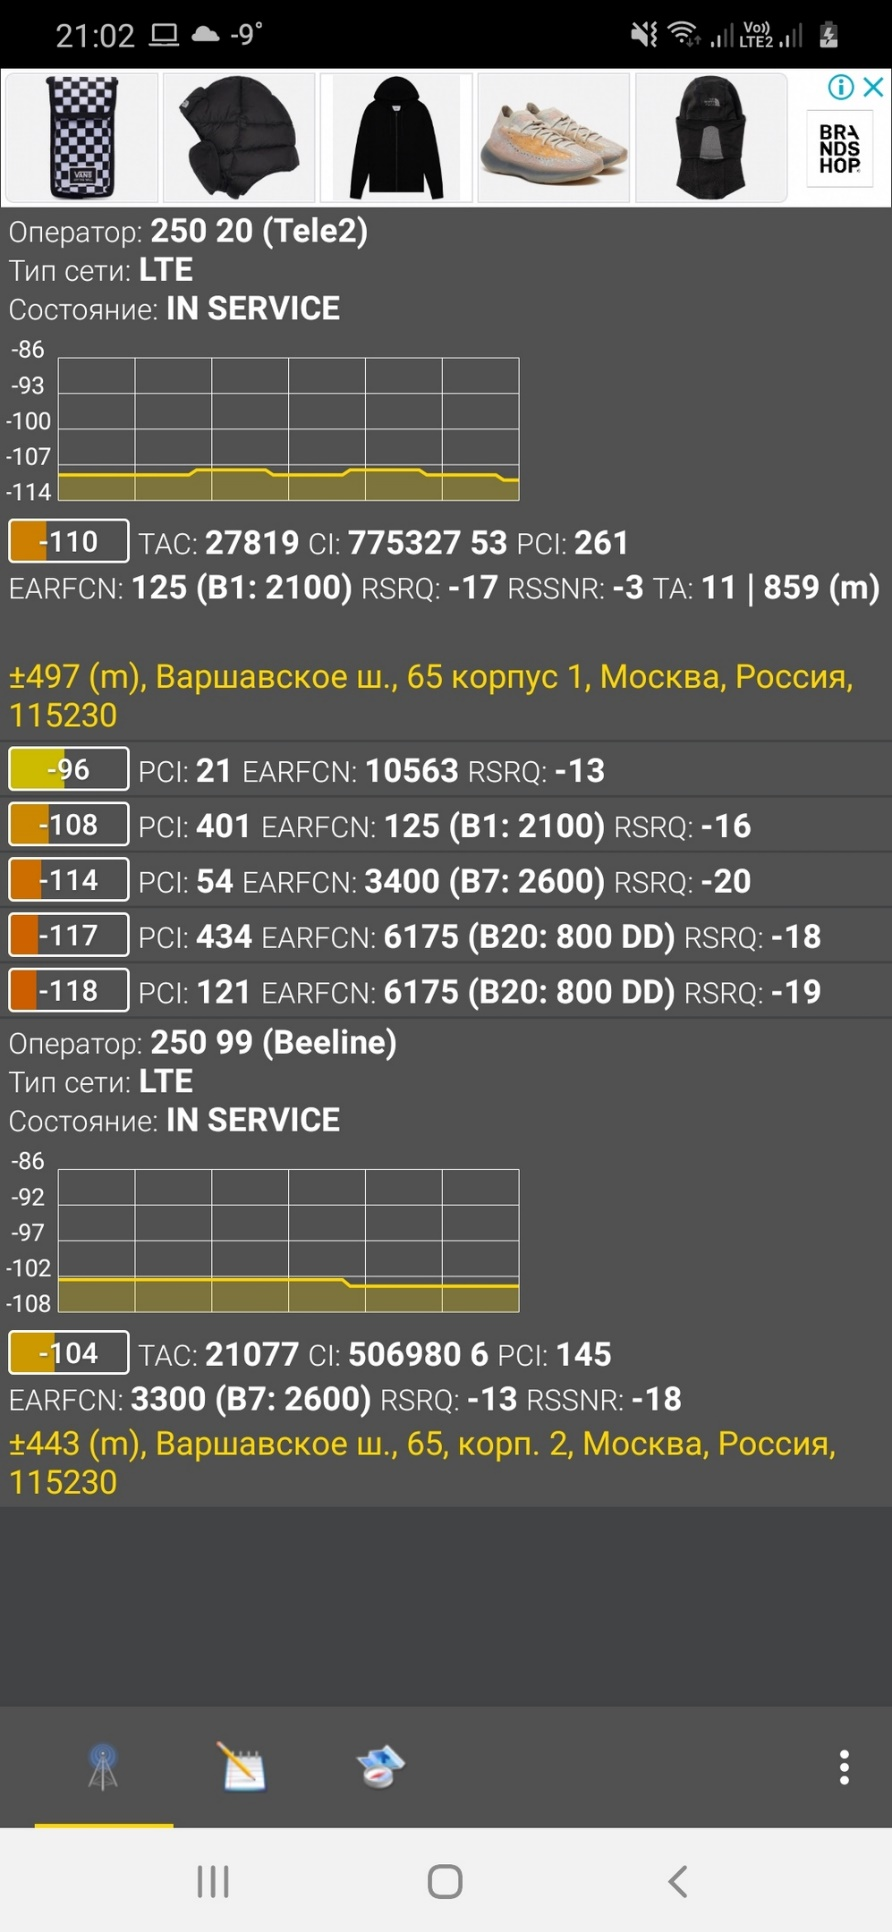 21:02 -9°
Vo))
LTE2
VANS
BRA
NDS
HOP.
Оператор: 250 20 (Tele2)
Тип сети: LTE
Состояние: IN SERVICE
-86
-93
-100
-107
-114
-110 TAC: 27819 CI: 775327 53 PCI: 261
EARFCN: 125 (B1: 2100) RSRQ: -17 RSSNR: -3 TA: 11 | 859 (m)
±497 (m), Варшавское ш., 65 корпус 1, Москва, Россия,
115230
-96 PCI: 21 EARFCN: 10563 RSRQ: -13
-108 PCI: 401 EARFCN: 125 (B1: 2100) RSRQ: -16
-114 PCI: 54 EARFCN: 3400 (B7: 2600) RSRQ: -20
-117 PCI: 434 EARFCN: 6175 (B20: 800 DD) RSRQ: -18
-118 PCI: 121 EARFCN: 6175 (B20: 800 DD) RSRQ: -19
Оператор: 250 99 (Beeline)
Тип сети: LTE
Состояние: IN SERVICE
-86
-92
-97
-102
-108
-104 TAC: 21077 CI: 506980 6 PCI: 145
EARFCN: 3300 (B7: 2600) RSRQ: -13 RSSNR: -18
±443 (m), Варшавское ш., 65, корп. 2, Москва, Россия,
115230